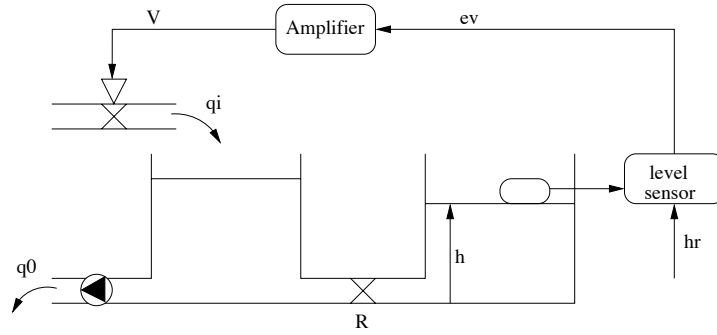 V
Amplifier
ev
qi
level
sensor
q0
h
hr
R